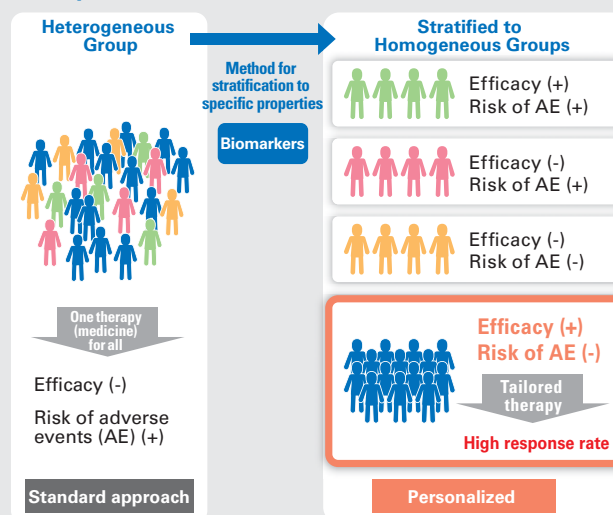 Heterogeneous
Group
Method for
stratification to
specific properties
Biomarkers
Stratified to
Homogeneous Groups
Efficacy (+)
Risk of AE (+)
Efficacy (-)
Risk of AE (+)
Efficacy (-)
Risk of AE (-)
Efficacy (+)
Risk of AE (-)
Tailored
therapy
High response rate
One therapy
(medicine)
for all
Efficacy (-)
Risk of adverse
events (AE) (+)
Standard approach
Personalized